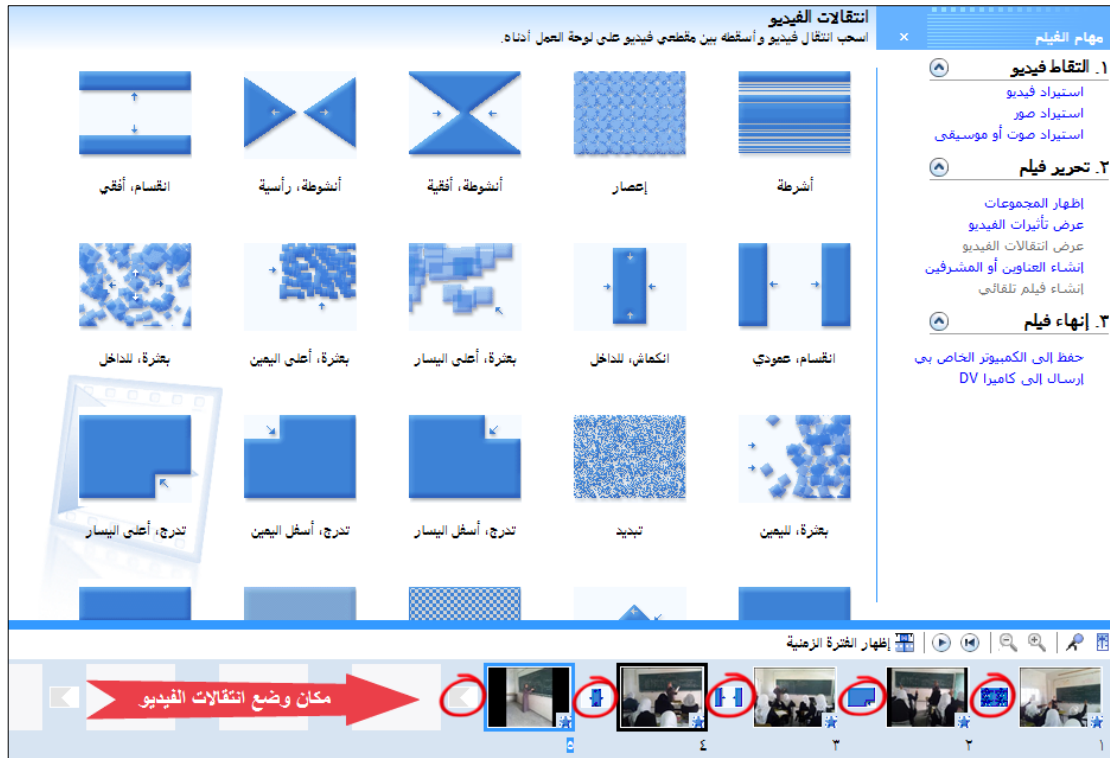 مهام الفيلم
١. التقاط فيديو
استيراد فيديو
استيراد صور
استيراد صوت أو موسيقى
٢. تحرير فيلم
إظهار المجموعات
عرض تأثيرات الفيديو
عرض انتقالات الفيديو
إنشاء العناوين أو المشرفين
إنشاء فيلم تلقائي
٣. إنهاء فيلم
حفظ إلى الكمبيوتر الخاص بي
إرسال إلى كاميرا DV
انتقالات الفيديو
اسحب انتقال فيديو وأسقطه بين مقطعي فيديو على لوحة العمل أدناه.
أشرطة إعصار أنشوطة، أفقية أنشوطة، رأسية انقسام، أفقي
انقسام، عمودي انكماش، للداخل بعثرة، أعلى اليسار بعثرة، أعلى اليمين بعثرة، للداخل
بعثرة، لليمين تبديد تدرج، أسفل اليسار تدرج، أسفل اليمين تدرج، أعلى اليسار
إظهار الفترة الزمنية
مكان وضع انتقالات الفيديو
١ ٢ ٣ ٤ ٥